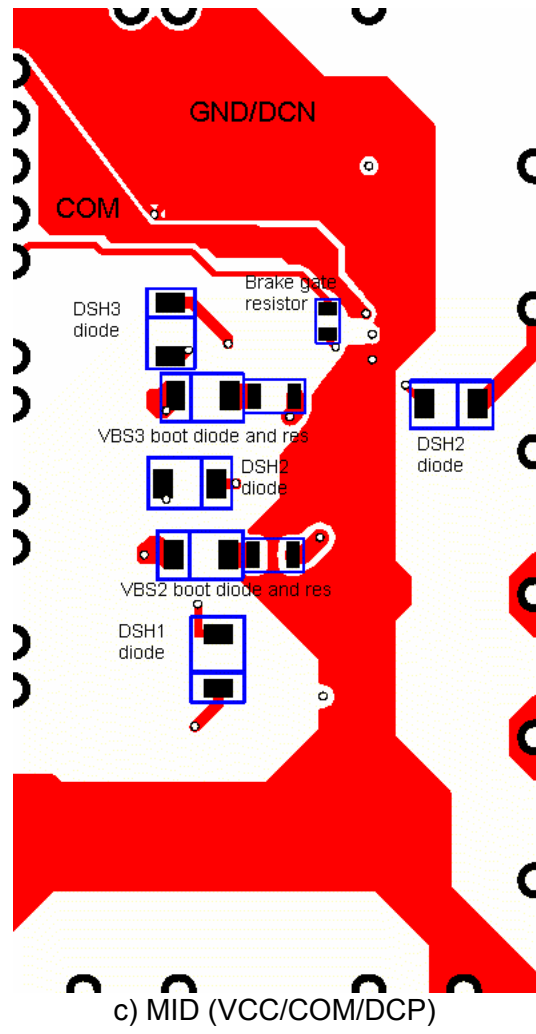 GND/DCN
COM
Brake gate
resistor
DSH3
diode
VBS3 boot diode and res
DSH2
diode
DSH2
diode
VBS2 boot diode and res
DSH1
diode
c) MID (VCC/COM/DCP)